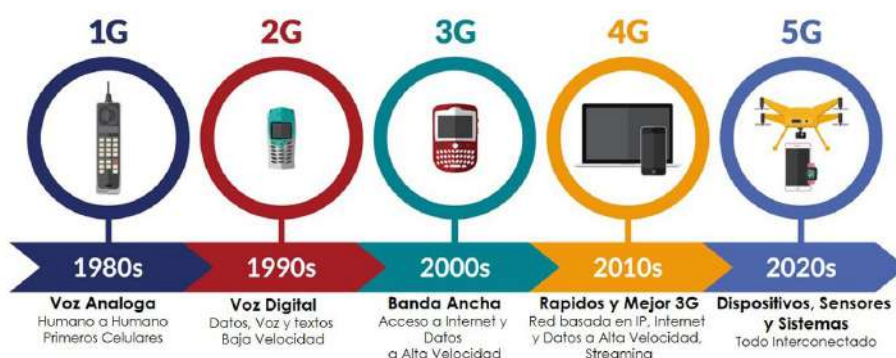 1G
2G
3G
4G
5G
1980s
1990s
2000s
2010s
2020s
Voz Analoga
Humano a Humano
Primeros Celulares
Voz Digital
Datos, Voz y textos
Baja Velocidad
Banda Ancha
Acceso a Internet y
Datos
a Alta Velocidad
Rapidos y Mejor 3G
Red basada en IP, Internet
y Datos a Alta Velocidad,
Streaming
Dispositivos, Sensores
y Sistemas
Todo Interconectado